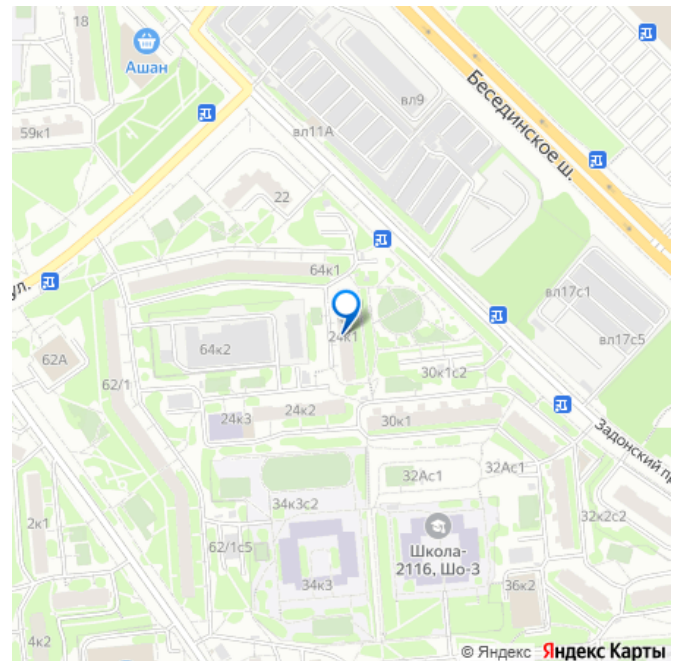 18
Ашан
Бесединское ш.
вл9
вл11А
59к1
22
64к1
ул.
вл17с1
вл17с5
24к1
64к2
62А
62/1
30к1с2
24к2
24к3
30к1
Задонский пр
32Ас1
32Ас1
34к3с2
32к2с2
2к1
Школа-
2116, Шо-3
62/1с5
34к3
36к2
4к2
© Яндекс Яндекс Карты